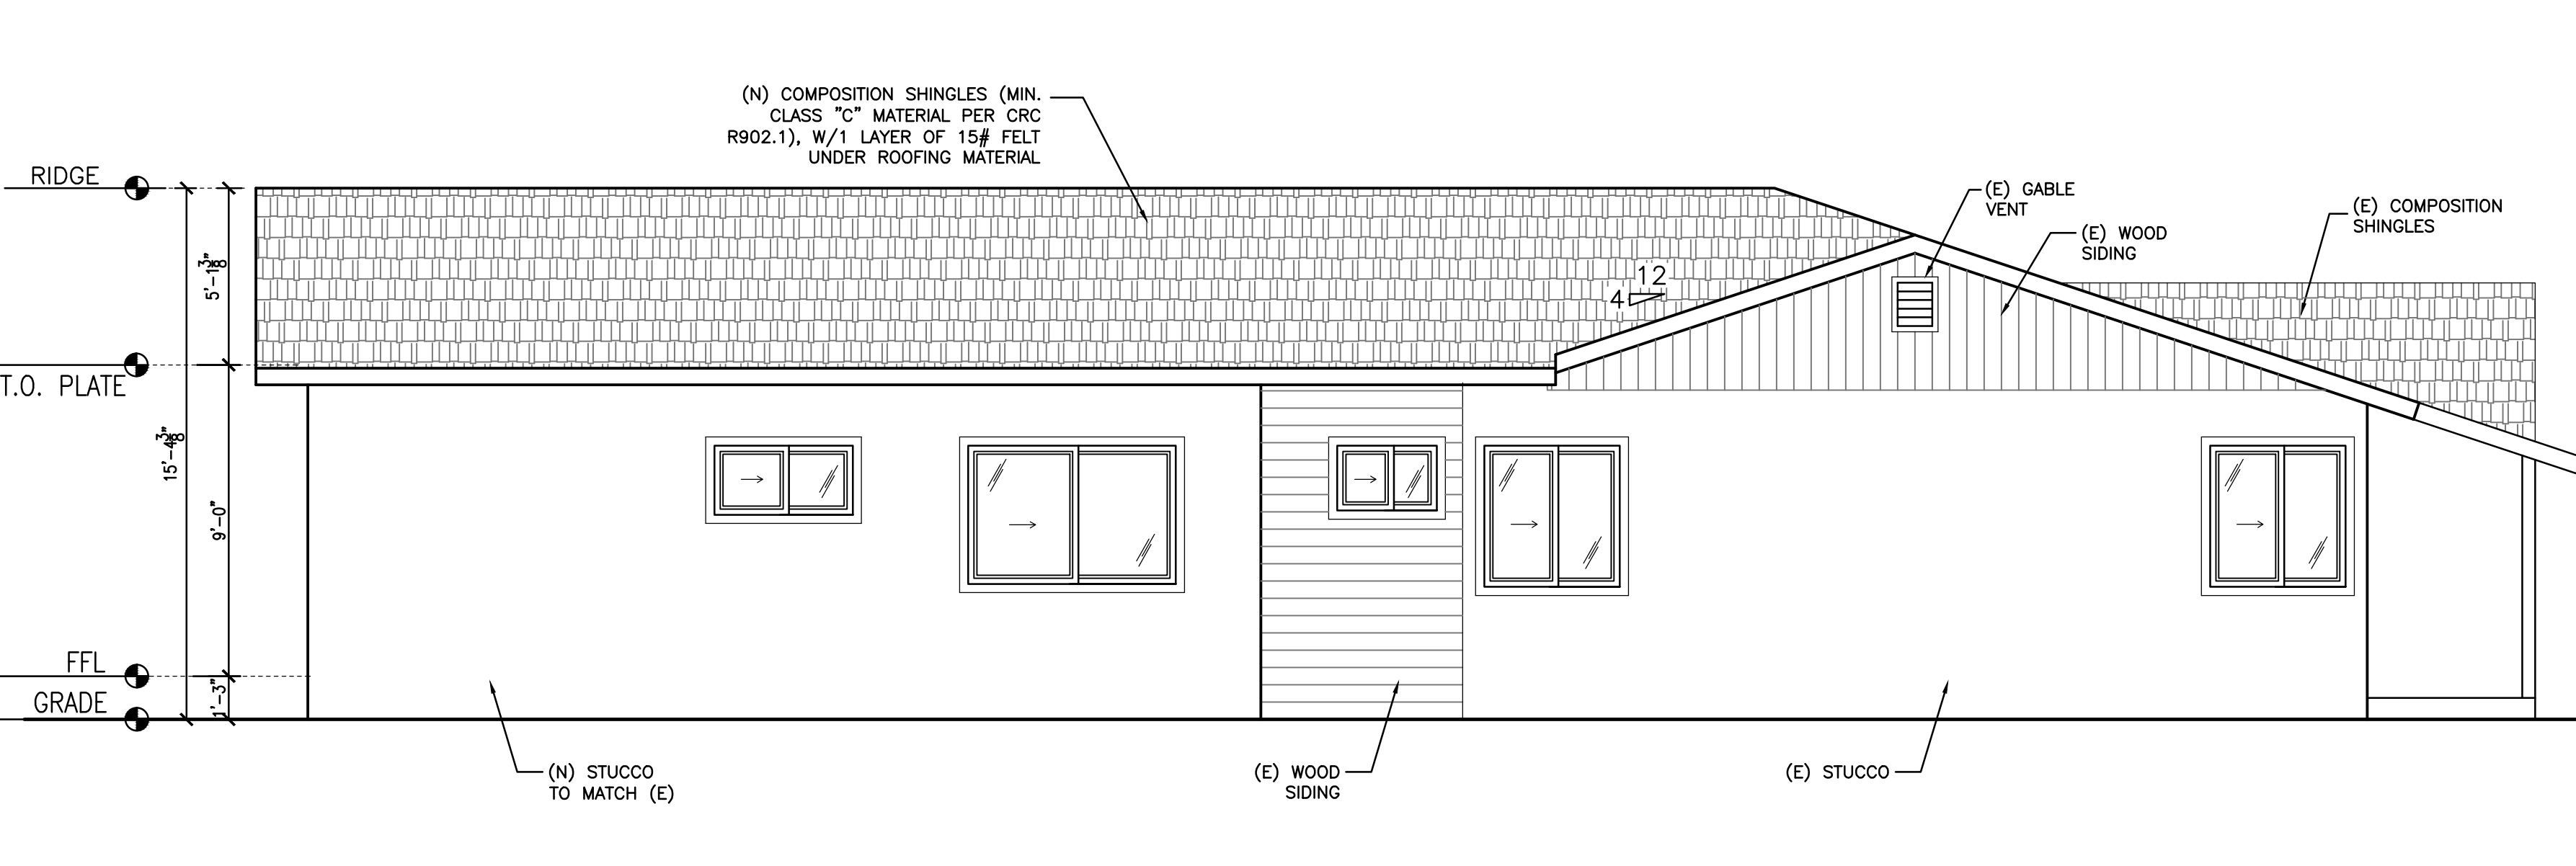 (N) COMPOSITION SHINGLES (MIN.
CLASS "C" MATERIAL PER CRC
R902.1), W/1 LAYER OF 15# FELT
UNDER ROOFING MATERIAL
RIDGE
(E) GABLE
VENT
(E) COMPOSITION
SHINGLES
(E) WOOD
SIDING
5'-1 3/8"
12
4
T.O. PLATE
15'-4 3/8"
9'-0"
FFL
1'-3"
GRADE
(N) STUCCO
TO MATCH (E)
(E) WOOD
SIDING
(E) STUCCO